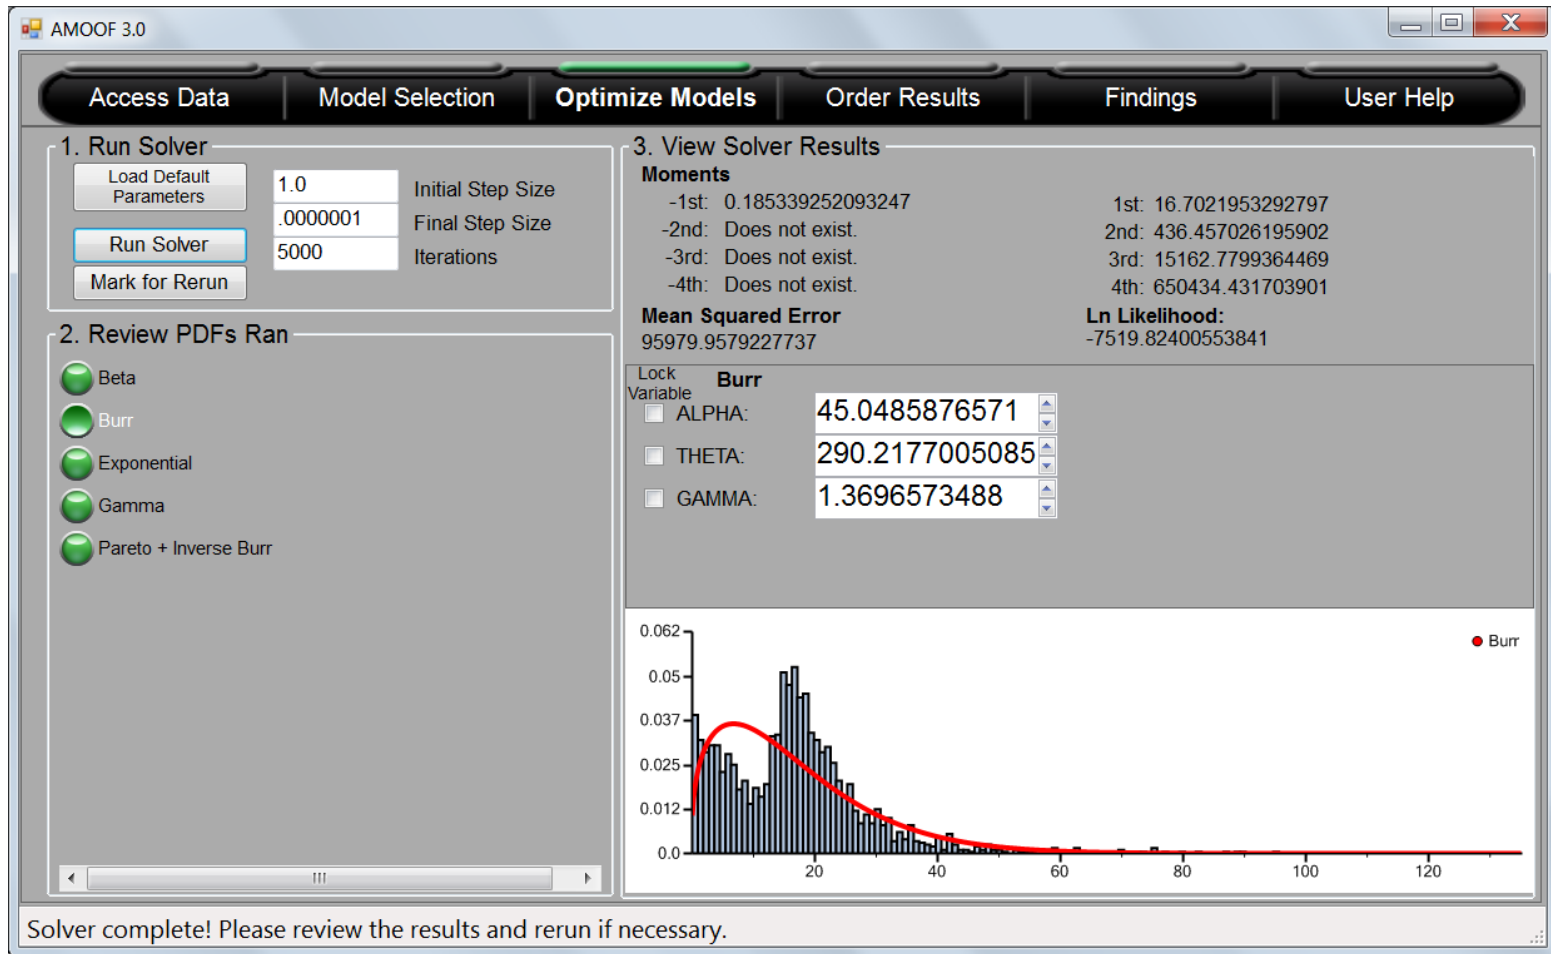 AMOOF 3.0
Access Data Model Selection Optimize Models Order Results Findings User Help
1. Run Solver
Load Default
Parameters
1.0 Initial Step Size
.0000001 Final Step Size
Run Solver
5000 Iterations
Mark for Rerun
2. Review PDFs Ran
Beta
Burr
Exponential
Gamma
Pareto + Inverse Burr
3. View Solver Results
Moments
-1st: 0.185339252093247 1st: 16.7021953292797
-2nd: Does not exist. 2nd: 436.457026195902
-3rd: Does not exist. 3rd: 15162.7799364469
-4th: Does not exist. 4th: 650434.431703901
Mean Squared Error Ln Likelihood:
95979.9579227737 -7519.82400553841
Lock
Variable
Burr
ALPHA: 45.0485876571
THETA: 290.2177005085
GAMMA: 1.3696573488
0.062
0.05
0.037
0.025
0.012
0.0
20 40 60 80 100 120
Burr
Solver complete! Please review the results and rerun if necessary.